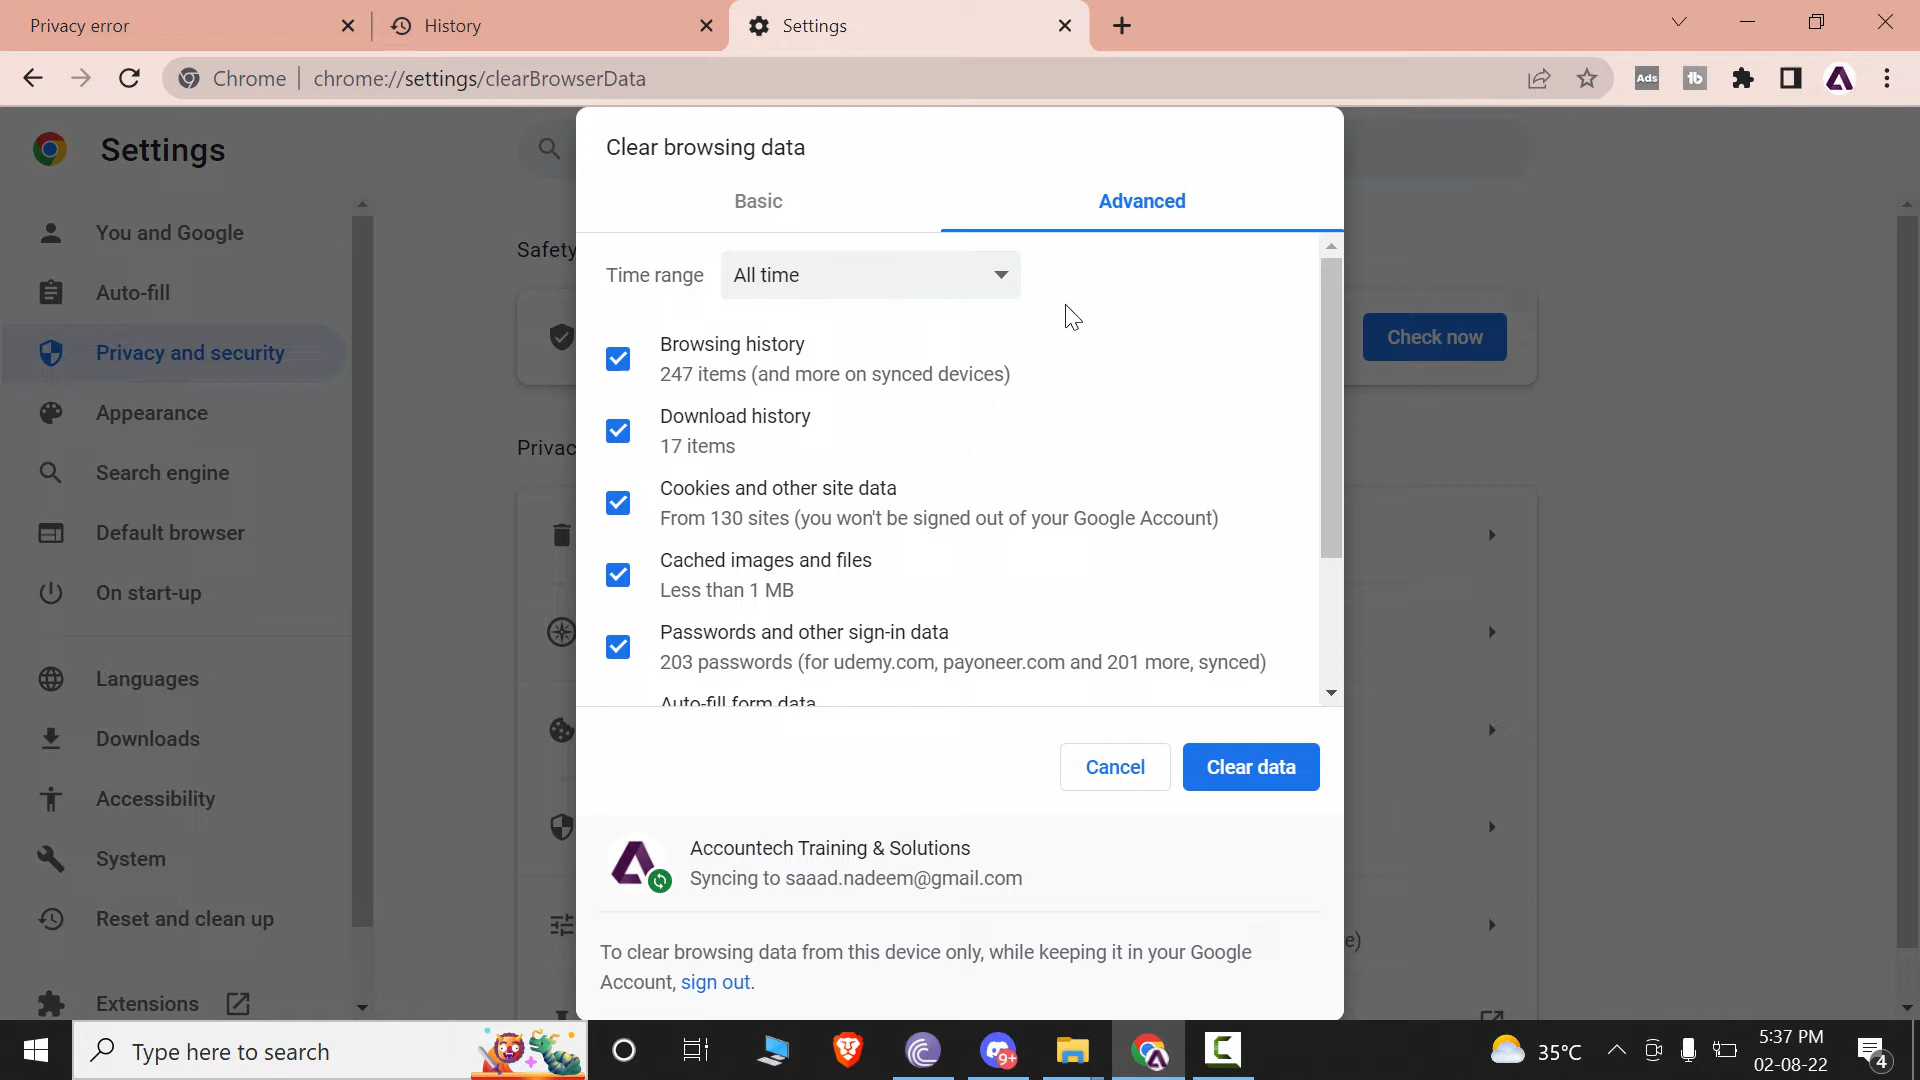 Privacy error
History
Settings
Chrome
chrome://settings/clearBrowserData
Ads
tb
Settings
You and Google
Auto-fill
Privacy and security
Appearance
Search engine
Default browser
On start-up
Languages
Downloads
Accessibility
System
Reset and clean up
Extensions
Safety
Privac
Check now
e)
Clear browsing data
Basic
Advanced
Time range
All time
Browsing history
247 items (and more on synced devices)
Download history
17 items
Cookies and other site data
From 130 sites (you won't be signed out of your Google Account)
Cached images and files
Less than 1 MB
Passwords and other sign-in data
203 passwords (for udemy.com, payoneer.com and 201 more, synced)
Auto-fill form data
Cancel
Clear data
Accountech Training & Solutions
Syncing to saaad.nadeem@gmail.com
To clear browsing data from this device only, while keeping it in your Google
Account, sign out.
Type here to search
9+
35°C
5:37 PM
02-08-22
4